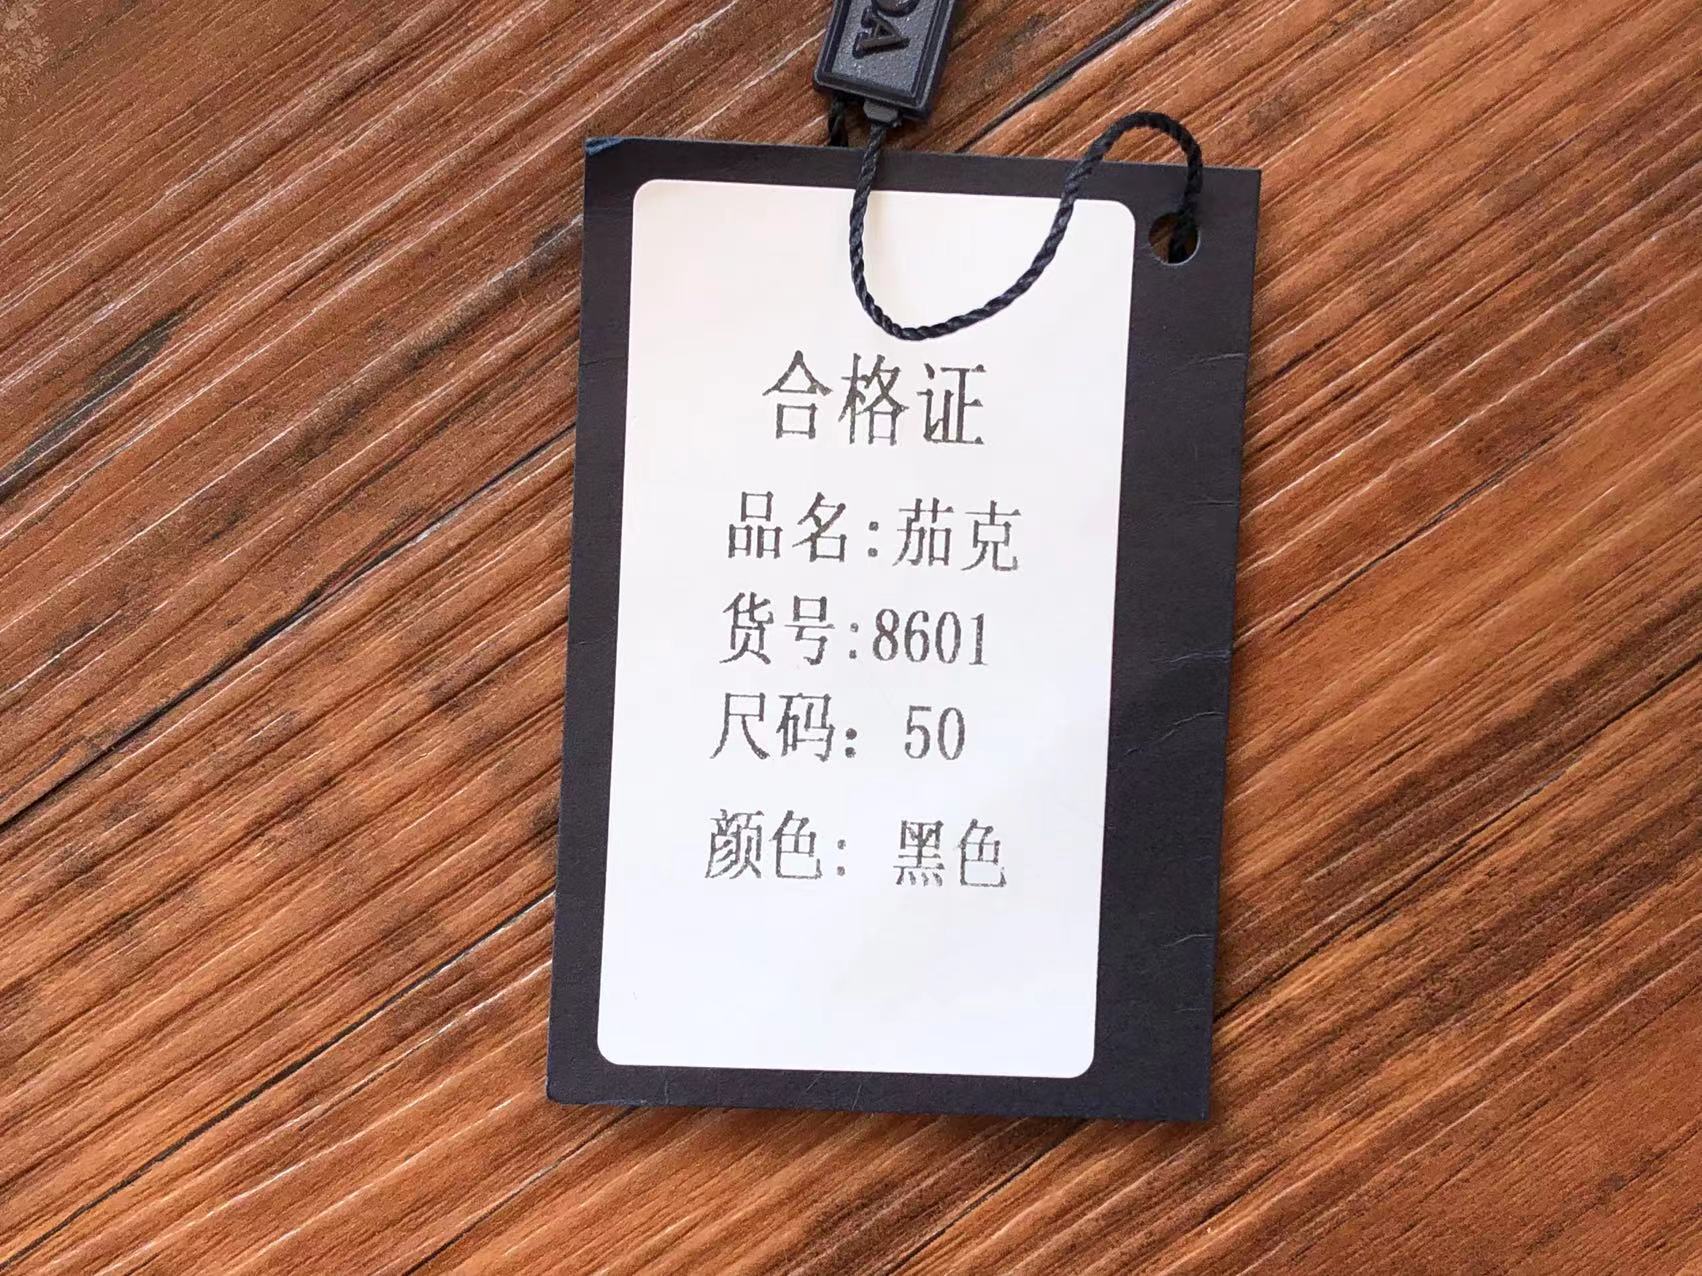 合格证
品名:茄克
货号:8601
尺码: 50
颜色: 黑色